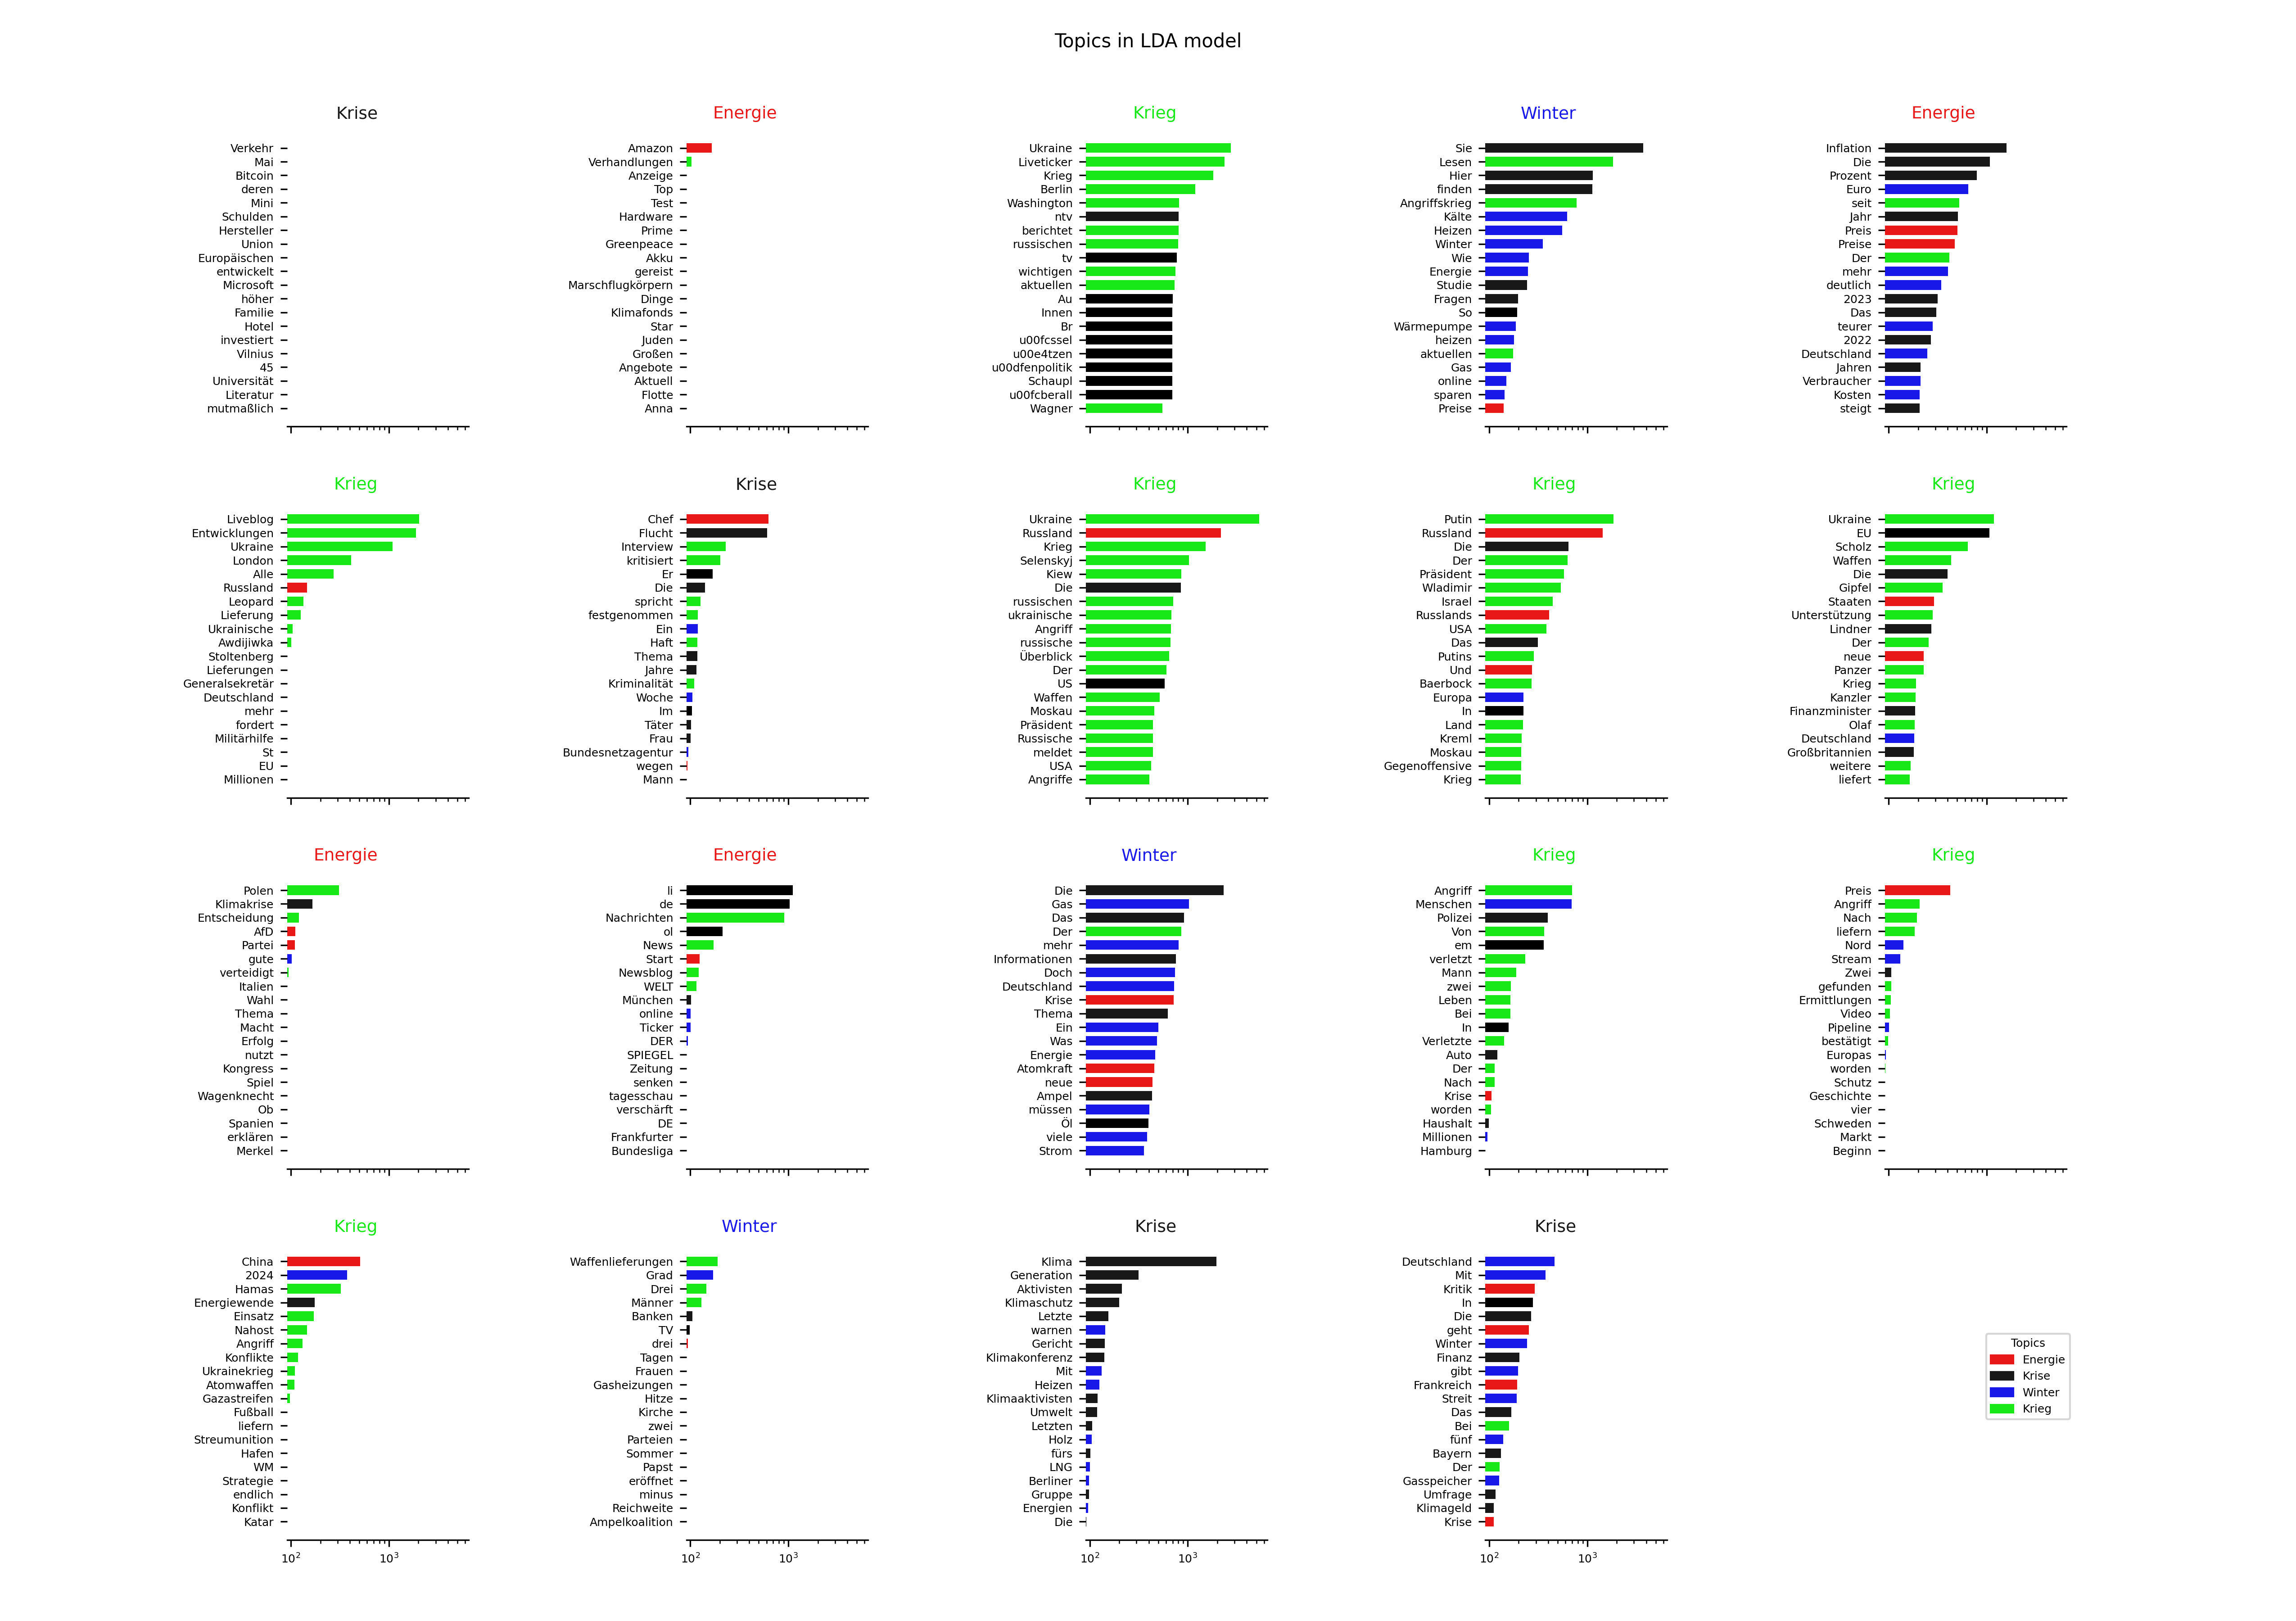 Topics in LDA model
Krise
Verkehr
Mai
Bitcoin
deren
Mini
Schulden
Hersteller
Union
Europäischen
entwickelt
Microsoft
höher
Familie
Hotel
investiert
Vilnius
45
Universität
Literatur
mutmaßlich
Energie
Amazon
Verhandlungen
Anzeige
Top
Test
Hardware
Prime
Greenpeace
Akku
gereist
Marschflugkörpern
Dinge
Klimafonds
Star
Juden
Großen
Angebote
Aktuell
Flotte
Anna
Krieg
Ukraine
Liveticker
Krieg
Berlin
Washington
ntv
berichtet
russischen
tv
wichtigen
aktuellen
Au
Innen
Br
u00fcssel
u00e4tzen
u00dfenpolitik
Schaupl
u00fcberall
Wagner
Winter
Sie
Lesen
Hier
finden
Angriffskrieg
Kälte
Heizen
Winter
Wie
Energie
Studie
Fragen
So
Wärmepumpe
heizen
aktuellen
Gas
online
sparen
Preise
Energie
Inflation
Die
Prozent
Euro
seit
Jahr
Preis
Preise
Der
mehr
deutlich
2023
Das
teurer
2022
Deutschland
Jahren
Verbraucher
Kosten
steigt
Krieg
Liveblog
Entwicklungen
Ukraine
London
Alle
Russland
Leopard
Lieferung
Ukrainische
Awdijiwka
Stoltenberg
Lieferungen
Generalsekretär
Deutschland
mehr
fordert
Militärhilfe
St
EU
Millionen
Krise
Chef
Flucht
Interview
kritisiert
Er
Die
spricht
festgenommen
Ein
Haft
Thema
Jahre
Kriminalität
Woche
Im
Täter
Frau
Bundesnetzagentur
wegen
Mann
Krieg
Ukraine
Russland
Krieg
Selenskyj
Kiew
Die
russischen
ukrainische
Angriff
russische
Überblick
Der
US
Waffen
Moskau
Präsident
Russische
meldet
USA
Angriffe
Krieg
Putin
Russland
Die
Der
Präsident
Wladimir
Israel
Russlands
USA
Das
Putins
Und
Baerbock
Europa
In
Land
Kreml
Moskau
Gegenoffensive
Krieg
Krieg
Ukraine
EU
Scholz
Waffen
Die
Gipfel
Staaten
Unterstützung
Lindner
Der
neue
Panzer
Krieg
Kanzler
Finanzminister
Olaf
Deutschland
Großbritannien
weitere
liefert
Energie
Polen
Klimakrise
Entscheidung
AfD
Partei
gute
verteidigt
Italien
Wahl
Thema
Macht
Erfolg
nutzt
Kongress
Spiel
Wagenknecht
Ob
Spanien
erklären
Merkel
Energie
li
de
Nachrichten
ol
News
Start
Newsblog
WELT
München
online
Ticker
DER
SPIEGEL
Zeitung
senken
tagesschau
verschärft
DE
Frankfurter
Bundesliga
Winter
Die
Gas
Das
Der
mehr
Informationen
Doch
Deutschland
Krise
Thema
Ein
Was
Energie
Atomkraft
neue
Ampel
müssen
Öl
viele
Strom
Krieg
Angriff
Menschen
Polizei
Von
em
verletzt
Mann
zwei
Leben
Bei
In
Verletzte
Auto
Der
Nach
Krise
worden
Haushalt
Millionen
Hamburg
Krieg
Preis
Angriff
Nach
liefern
Nord
Stream
Zwei
gefunden
Ermittlungen
Video
Pipeline
bestätigt
Europas
worden
Schutz
Geschichte
vier
Schweden
Markt
Beginn
Krieg
China
2024
Hamas
Energiewende
Einsatz
Nahost
Angriff
Konflikte
Ukrainekrieg
Atomwaffen
Gazastreifen
Fußball
liefern
Streumunition
Hafen
WM
Strategie
endlich
Konflikt
Katar
10² 10³
Winter
Waffenlieferungen
Grad
Drei
Männer
Banken
TV
drei
Tagen
Frauen
Gasheizungen
Hitze
Kirche
zwei
Parteien
Sommer
Papst
eröffnet
minus
Reichweite
Ampelkoalition
10² 10³
Krise
Klima
Generation
Aktivisten
Klimaschutz
Letzte
warnen
Gericht
Klimakonferenz
Mit
Heizen
Klimaaktivisten
Umwelt
Letzten
Holz
fürs
LNG
Berliner
Gruppe
Energien
Die
10² 10³
Krise
Deutschland
Mit
Kritik
In
Die
geht
Winter
Finanz
gibt
Frankreich
Streit
Das
Bei
fünf
Bayern
Der
Gasspeicher
Umfrage
Klimageld
Krise
10² 10³
Topics
Energie
Krise
Winter
Krieg